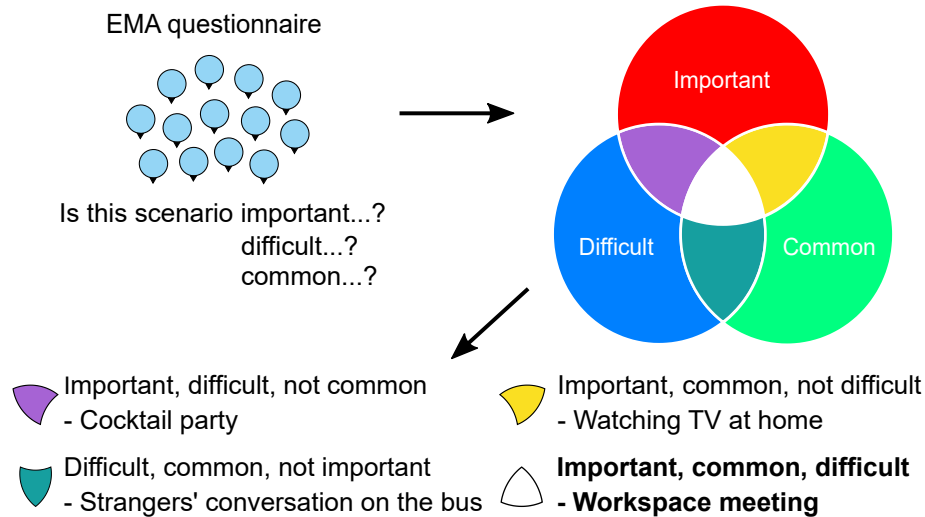 EMA questionnaire
Is this scenario important...?
difficult...?
common...?
Important
Difficult
Common
Important, difficult, not common
- Cocktail party
Difficult, common, not important
- Strangers' conversation on the bus
Important, common, not difficult
- Watching TV at home
Important, common, difficult
- Workspace meeting